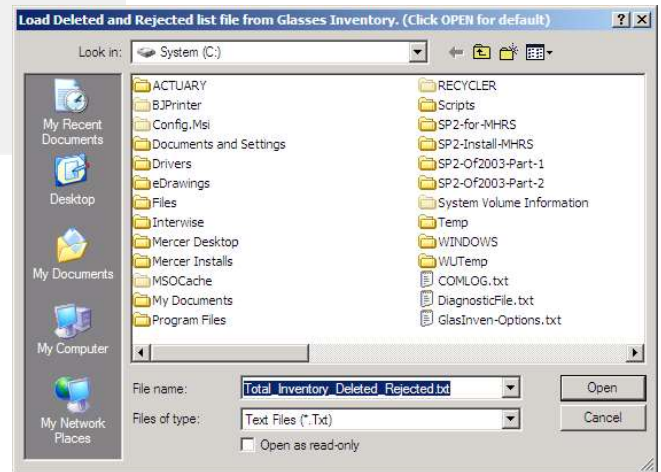 Load Deleted and Rejected list file from Glasses Inventory. (Click OPEN for default)
Look in:
System (C:)
My Recent
Documents
Desktop
My Documents
My Computer
My Network
Places
ACTUARY
BJPrinter
Config.Msi
Documents and Settings
Drivers
eDrawings
Files
Interwise
Mercer Desktop
Mercer Installs
MSOCache
My Documents
Program Files
RECYCLER
Scripts
SP2-for-MHRS
SP2-Install-MHRS
SP2-Of2003-Part-1
SP2-Of2003-Part-2
System Volume Information
Temp
WINDOWS
WUTemp
COMLOG.txt
DiagnosticFile.txt
GlasInven-Options.txt
File name:
Total_Inventory_Deleted_Rejected.txt
Open
Files of type:
Text Files (*.Txt)
Cancel
Open as read-only